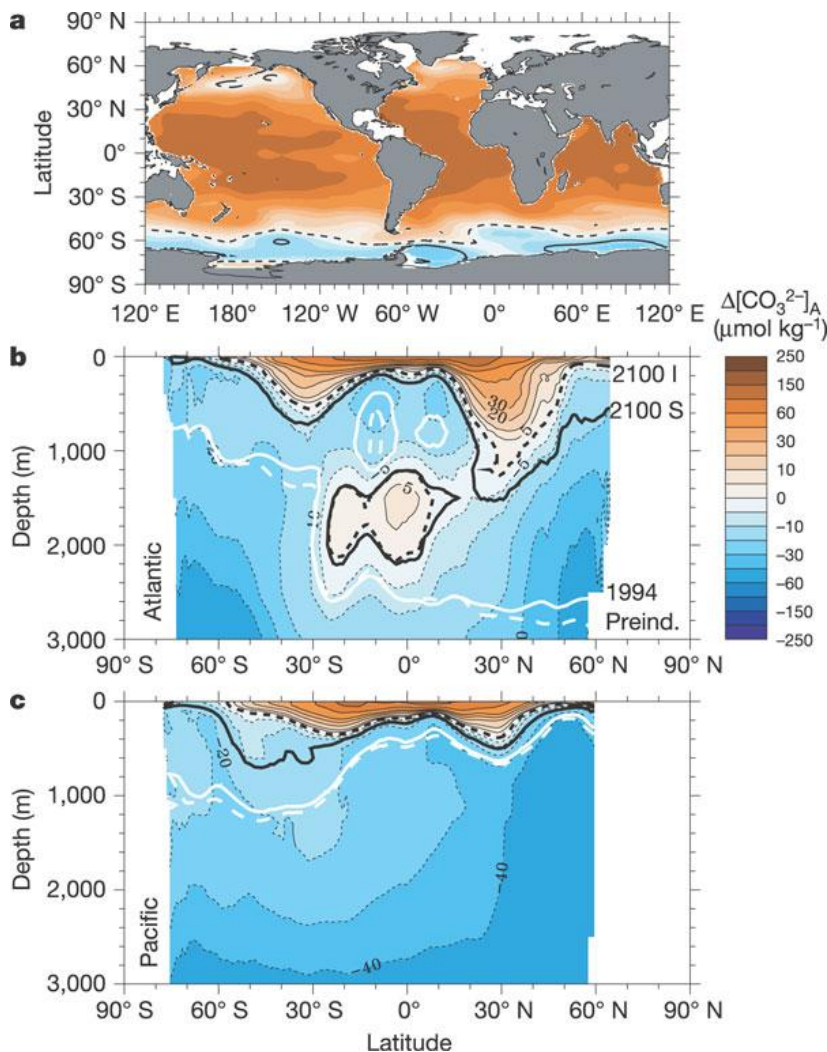 a
90° N
60° N
30° N
0°
30° S
60° S
90° S
Latitude
120° E 180° 120° W 60° W 0° 60° E 120° E
Δ[CO₃²⁻]A
(μmol kg⁻¹)
250
150
60
30
10
0
−10
−30
−60
−150
−250
b
0
1,000
2,000
3,000
Depth (m)
Atlantic
30
20
5
−5
−5
5
0
2100 I
2100 S
1994
Preind.
90° S 60° S 30° S 0° 30° N 60° N 90° N
c
0
1,000
2,000
3,000
Depth (m)
Pacific
−20
−40
−40
90° S 60° S 30° S 0° 30° N 60° N 90° N
Latitude